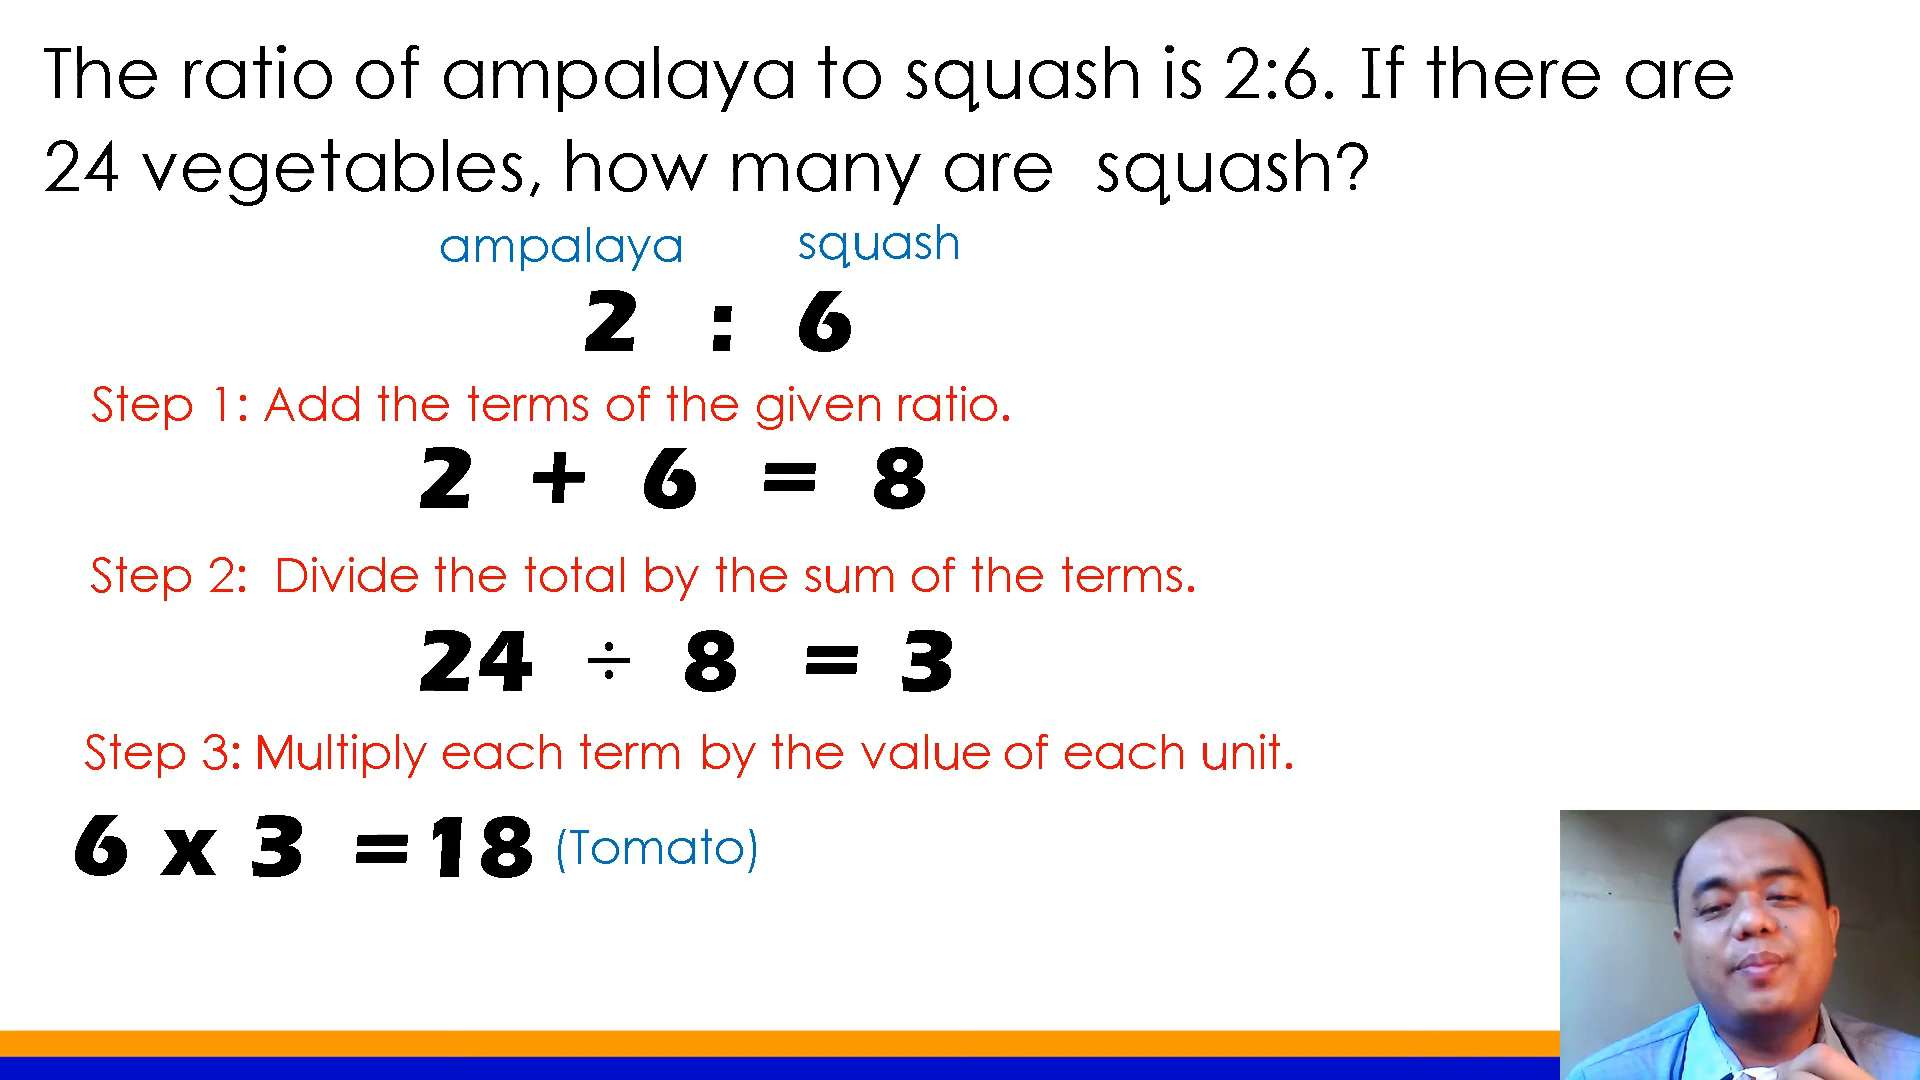 The ratio of ampalaya to squash is 2:6. If there are
24 vegetables, how many are squash?
ampalaya squash
2 : 6
Step 1: Add the terms of the given ratio.
2 + 6 = 8
Step 2: Divide the total by the sum of the terms.
24 ÷ 8 = 3
Step 3: Multiply each term by the value of each unit.
6 x 3 =18 (Tomato)